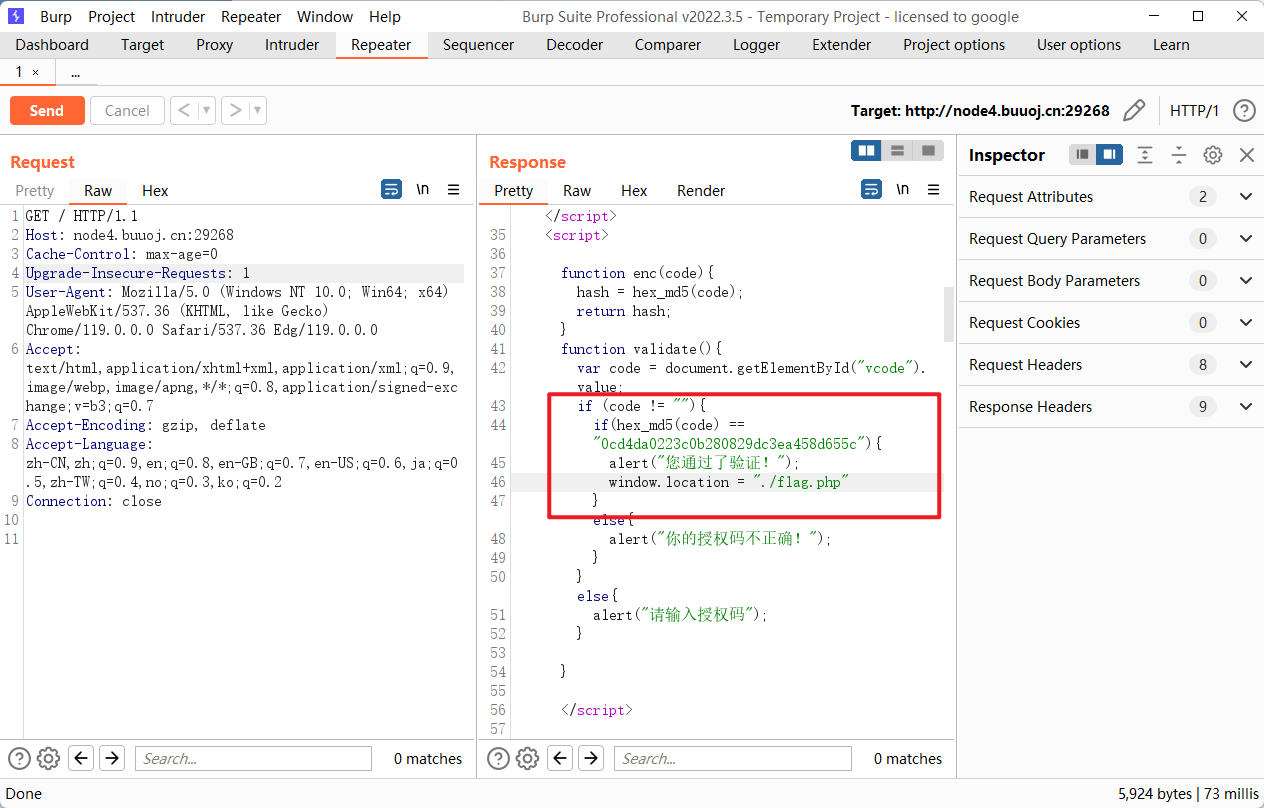 Burp Project Intruder Repeater Window Help Burp Suite Professional v2022.3.5 - Temporary Project - licensed to google
Dashboard Target Proxy Intruder Repeater Sequencer Decoder Comparer Logger Extender Project options User options Learn
1 × ...
Send Cancel < > Target: http://node4.buuoj.cn:29268 HTTP/1 ?
Request
Pretty Raw Hex \n
1 GET / HTTP/1.1
2 Host: node4.buuoj.cn:29268
3 Cache-Control: max-age=0
4 Upgrade-Insecure-Requests: 1
5 User-Agent: Mozilla/5.0 (Windows NT 10.0; Win64; x64)
AppleWebKit/537.36 (KHTML, like Gecko)
Chrome/119.0.0.0 Safari/537.36 Edg/119.0.0.0
6 Accept:
text/html,application/xhtml+xml,application/xml;q=0.9,
image/webp,image/apng,*/*;q=0.8,application/signed-exc
hange;v=b3;q=0.7
7 Accept-Encoding: gzip, deflate
8 Accept-Language:
zh-CN,zh;q=0.9,en;q=0.8,en-GB;q=0.7,en-US;q=0.6,ja;q=0
.5,zh-TW;q=0.4,no;q=0.3,ko;q=0.2
9 Connection: close
10
11
Response
Pretty Raw Hex Render \n
</script>
35 <script>
36
37 function enc(code){
38 hash = hex_md5(code);
39 return hash;
40 }
41 function validate(){
42 var code = document.getElementById("vcode").
value;
43 if (code != ""){
44 if(hex_md5(code) ==
"0cd4da0223c0b280829dc3ea458d655c"){
45 alert("您通过了验证！");
46 window.location = "./flag.php"
47 }
else{
48 alert("你的授权码不正确！");
49 }
50 }
else{
51 alert("请输入授权码");
52 }
53
54 }
55
56 </script>
57
Inspector
Request Attributes 2
Request Query Parameters 0
Request Body Parameters 0
Request Cookies 0
Request Headers 8
Response Headers 9
? Search... 0 matches
? Search... 0 matches
Done 5,924 bytes | 73 millis